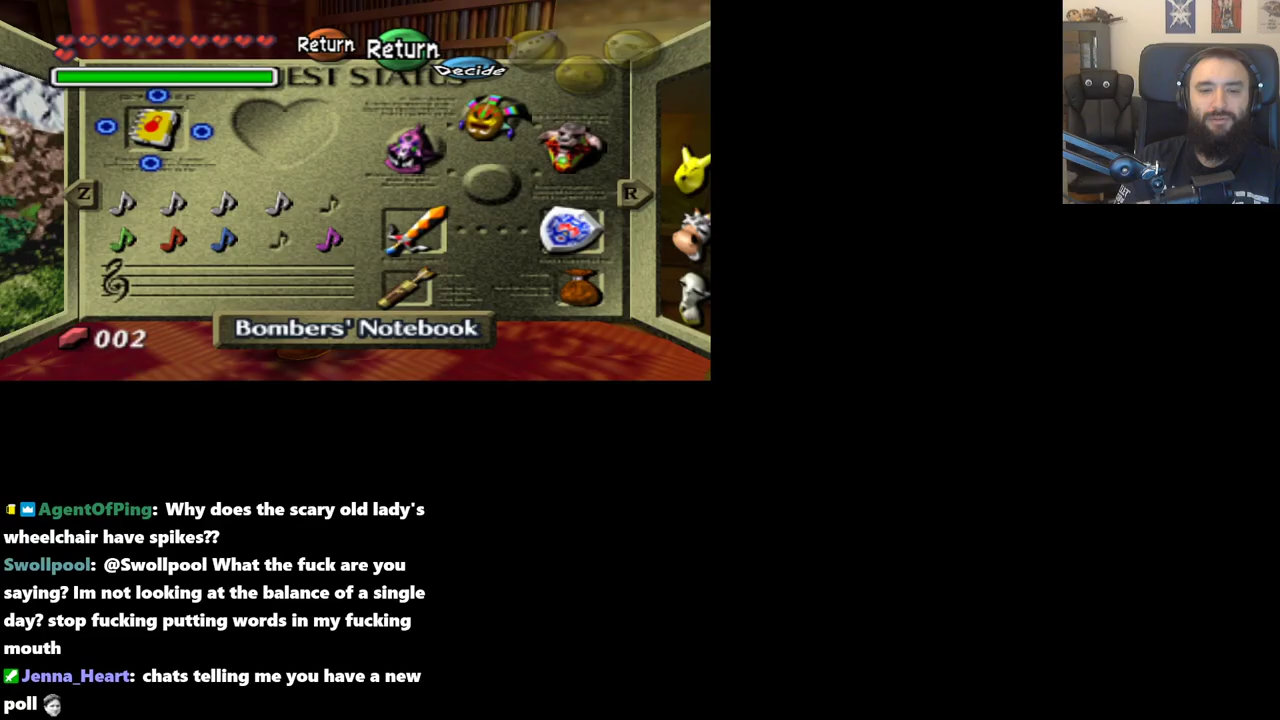 Return
Return
Decide
QUEST STATUS
Z
R
002
Bombers' Notebook
AgentOfPing: Why does the scary old lady's
wheelchair have spikes??
Swollpool: @Swollpool What the fuck are you
saying? Im not looking at the balance of a single
day? stop fucking putting words in my fucking
mouth
Jenna_Heart: chats telling me you have a new
poll